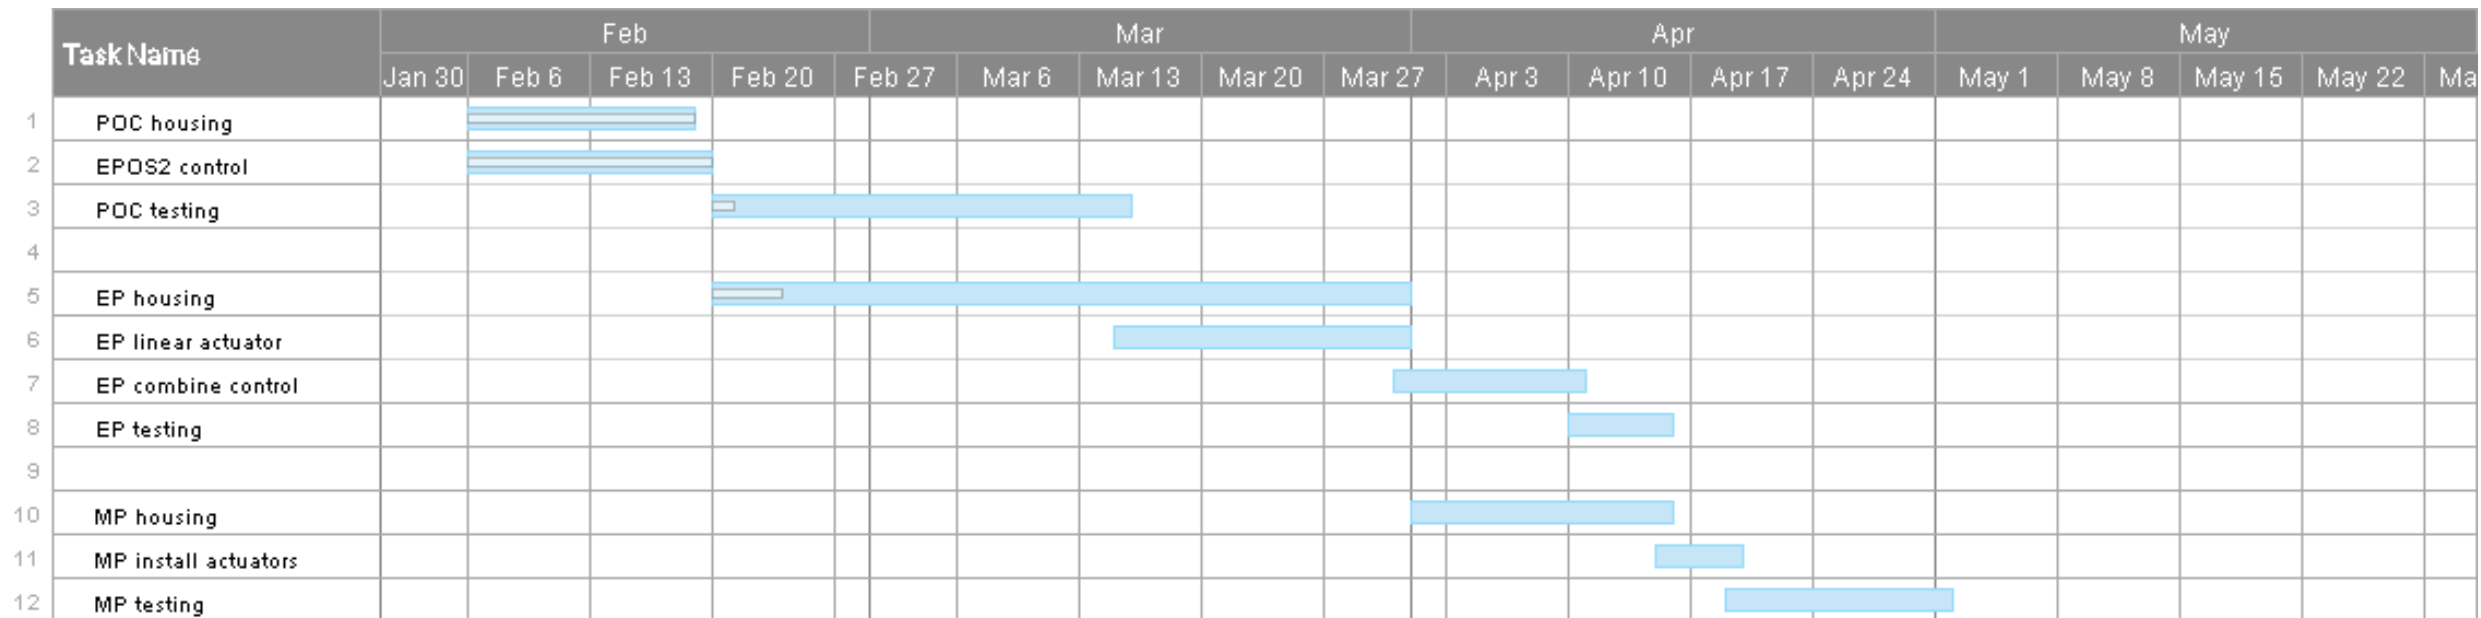 Task Name
Feb Mar Apr May
Jan 30 Feb 6 Feb 13 Feb 20 Feb 27 Mar 6 Mar 13 Mar 20 Mar 27 Apr 3 Apr 10 Apr 17 Apr 24 May 1 May 8 May 15 May 22 Ma
1 POC housing
2 EPOS2 control
3 POC testing
4
5 EP housing
6 EP linear actuator
7 EP combine control
8 EP testing
9
10 MP housing
11 MP install actuators
12 MP testing